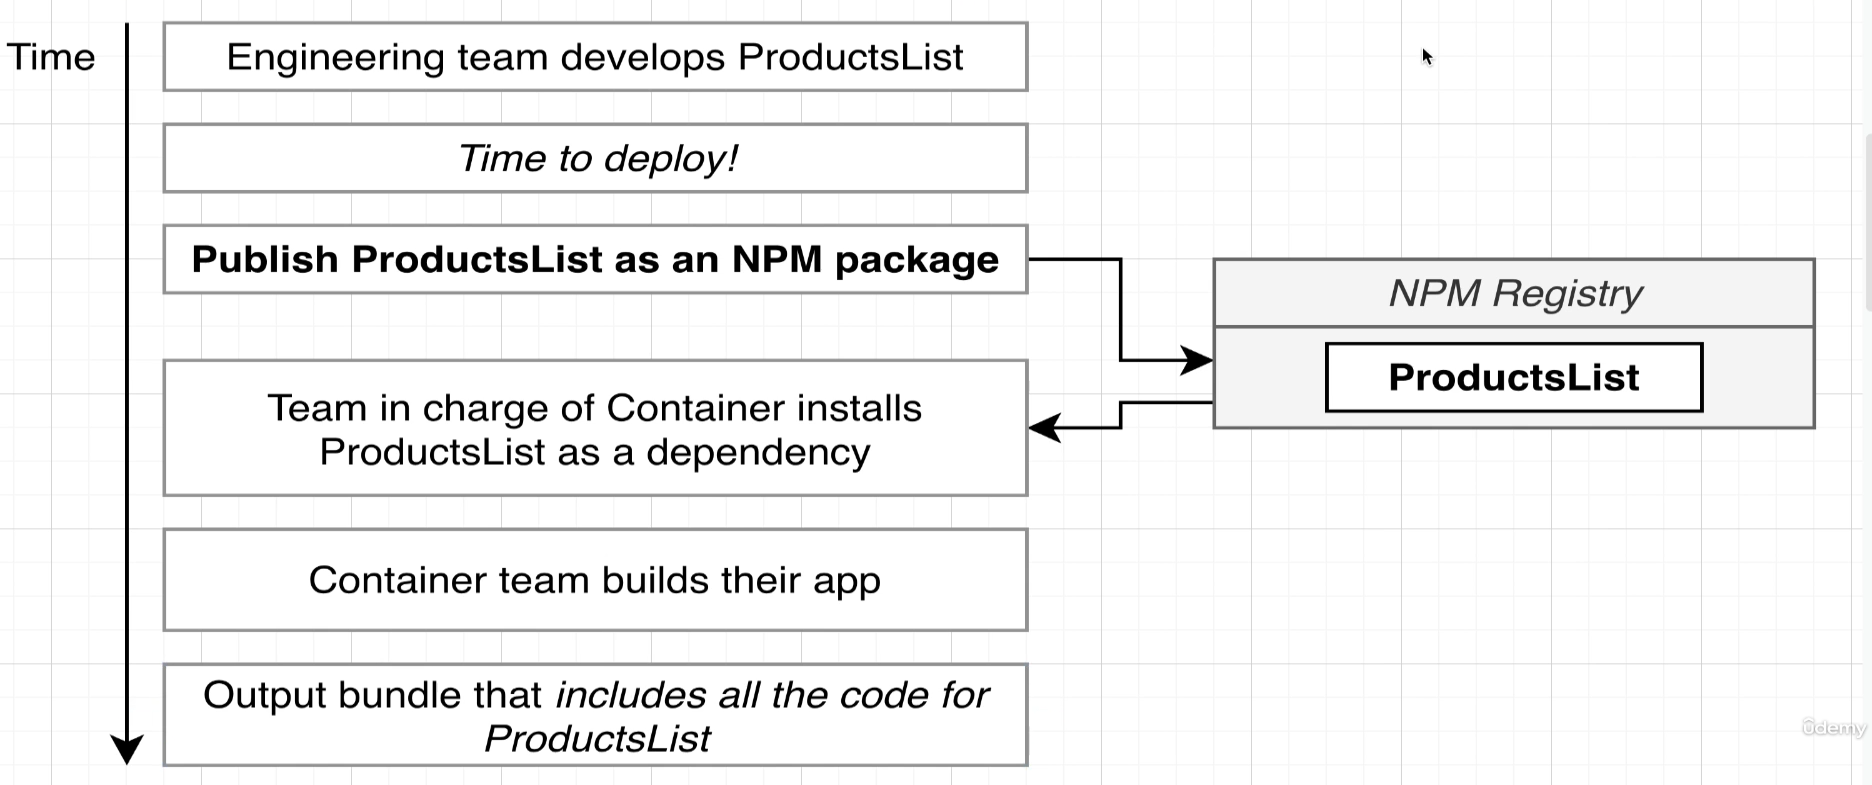 Time
Engineering team develops ProductsList
Time to deploy!
Publish ProductsList as an NPM package
NPM Registry
ProductsList
Team in charge of Container installs
ProductsList as a dependency
Container team builds their app
Output bundle that includes all the code for
ProductsList
ûdemy